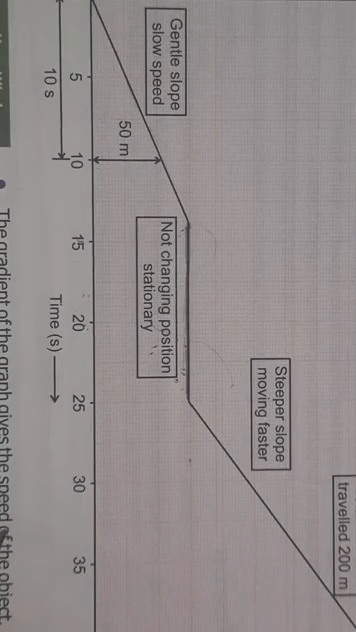 travelled 200 m
Steeper slope
moving faster
Gentle slope
slow speed
Not changing position
stationary
50 m
5
10
15
20
25
30
35
10 s
Time (s)
The gradient of the graph gives the speed of the object.